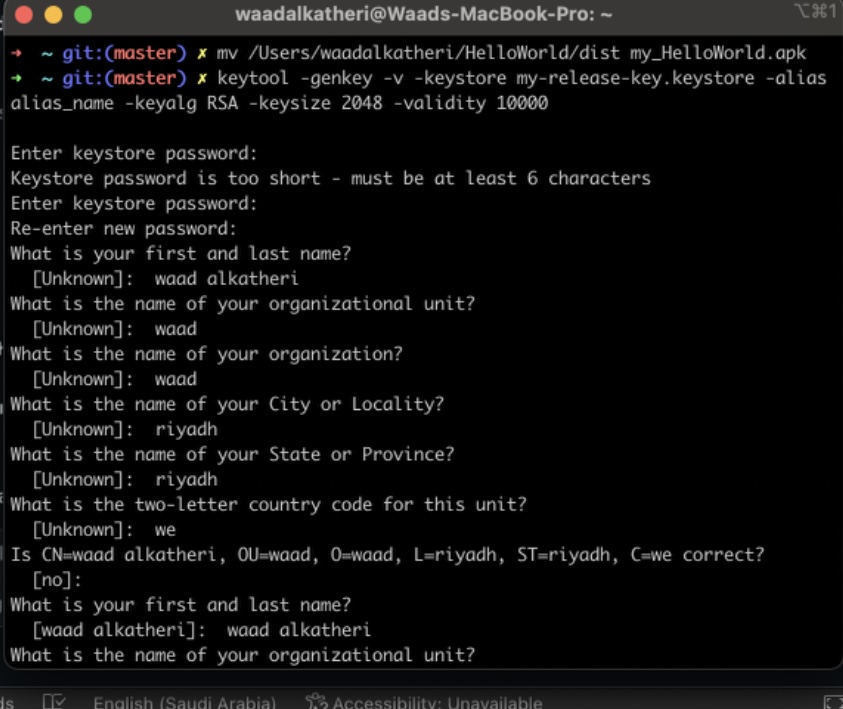 waadalkatheri@Waads-MacBook-Pro: ~
⌥⌘1
→ ~ git:(master) ✗ mv /Users/waadalkatheri/HelloWorld/dist my_HelloWorld.apk
→ ~ git:(master) ✗ keytool -genkey -v -keystore my-release-key.keystore -alias
alias_name -keyalg RSA -keysize 2048 -validity 10000
Enter keystore password:
Keystore password is too short - must be at least 6 characters
Enter keystore password:
Re-enter new password:
What is your first and last name?
[Unknown]: waad alkatheri
What is the name of your organizational unit?
[Unknown]: waad
What is the name of your organization?
[Unknown]: waad
What is the name of your City or Locality?
[Unknown]: riyadh
What is the name of your State or Province?
[Unknown]: riyadh
What is the two-letter country code for this unit?
[Unknown]: we
Is CN=waad alkatheri, OU=waad, O=waad, L=riyadh, ST=riyadh, C=we correct?
[no]:
What is your first and last name?
[waad alkatheri]: waad alkatheri
What is the name of your organizational unit?
English (Saudi Arabia) Accessibility: Unavailable